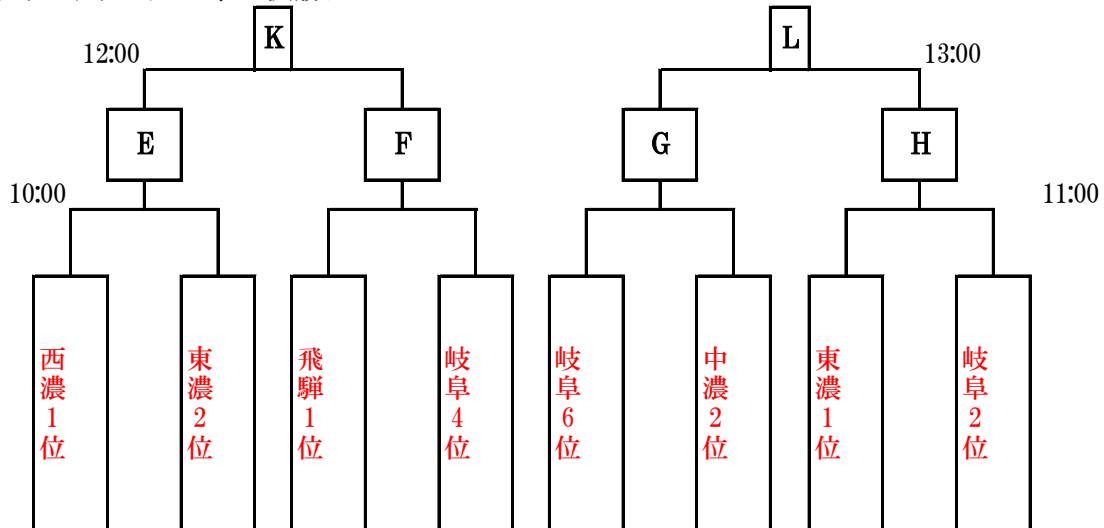 K
L
12:00
13:00
E
F
G
H
10:00
11:00
西濃1位
東濃2位
飛騨1位
岐阜4位
岐阜6位
中濃2位
東濃1位
岐阜2位